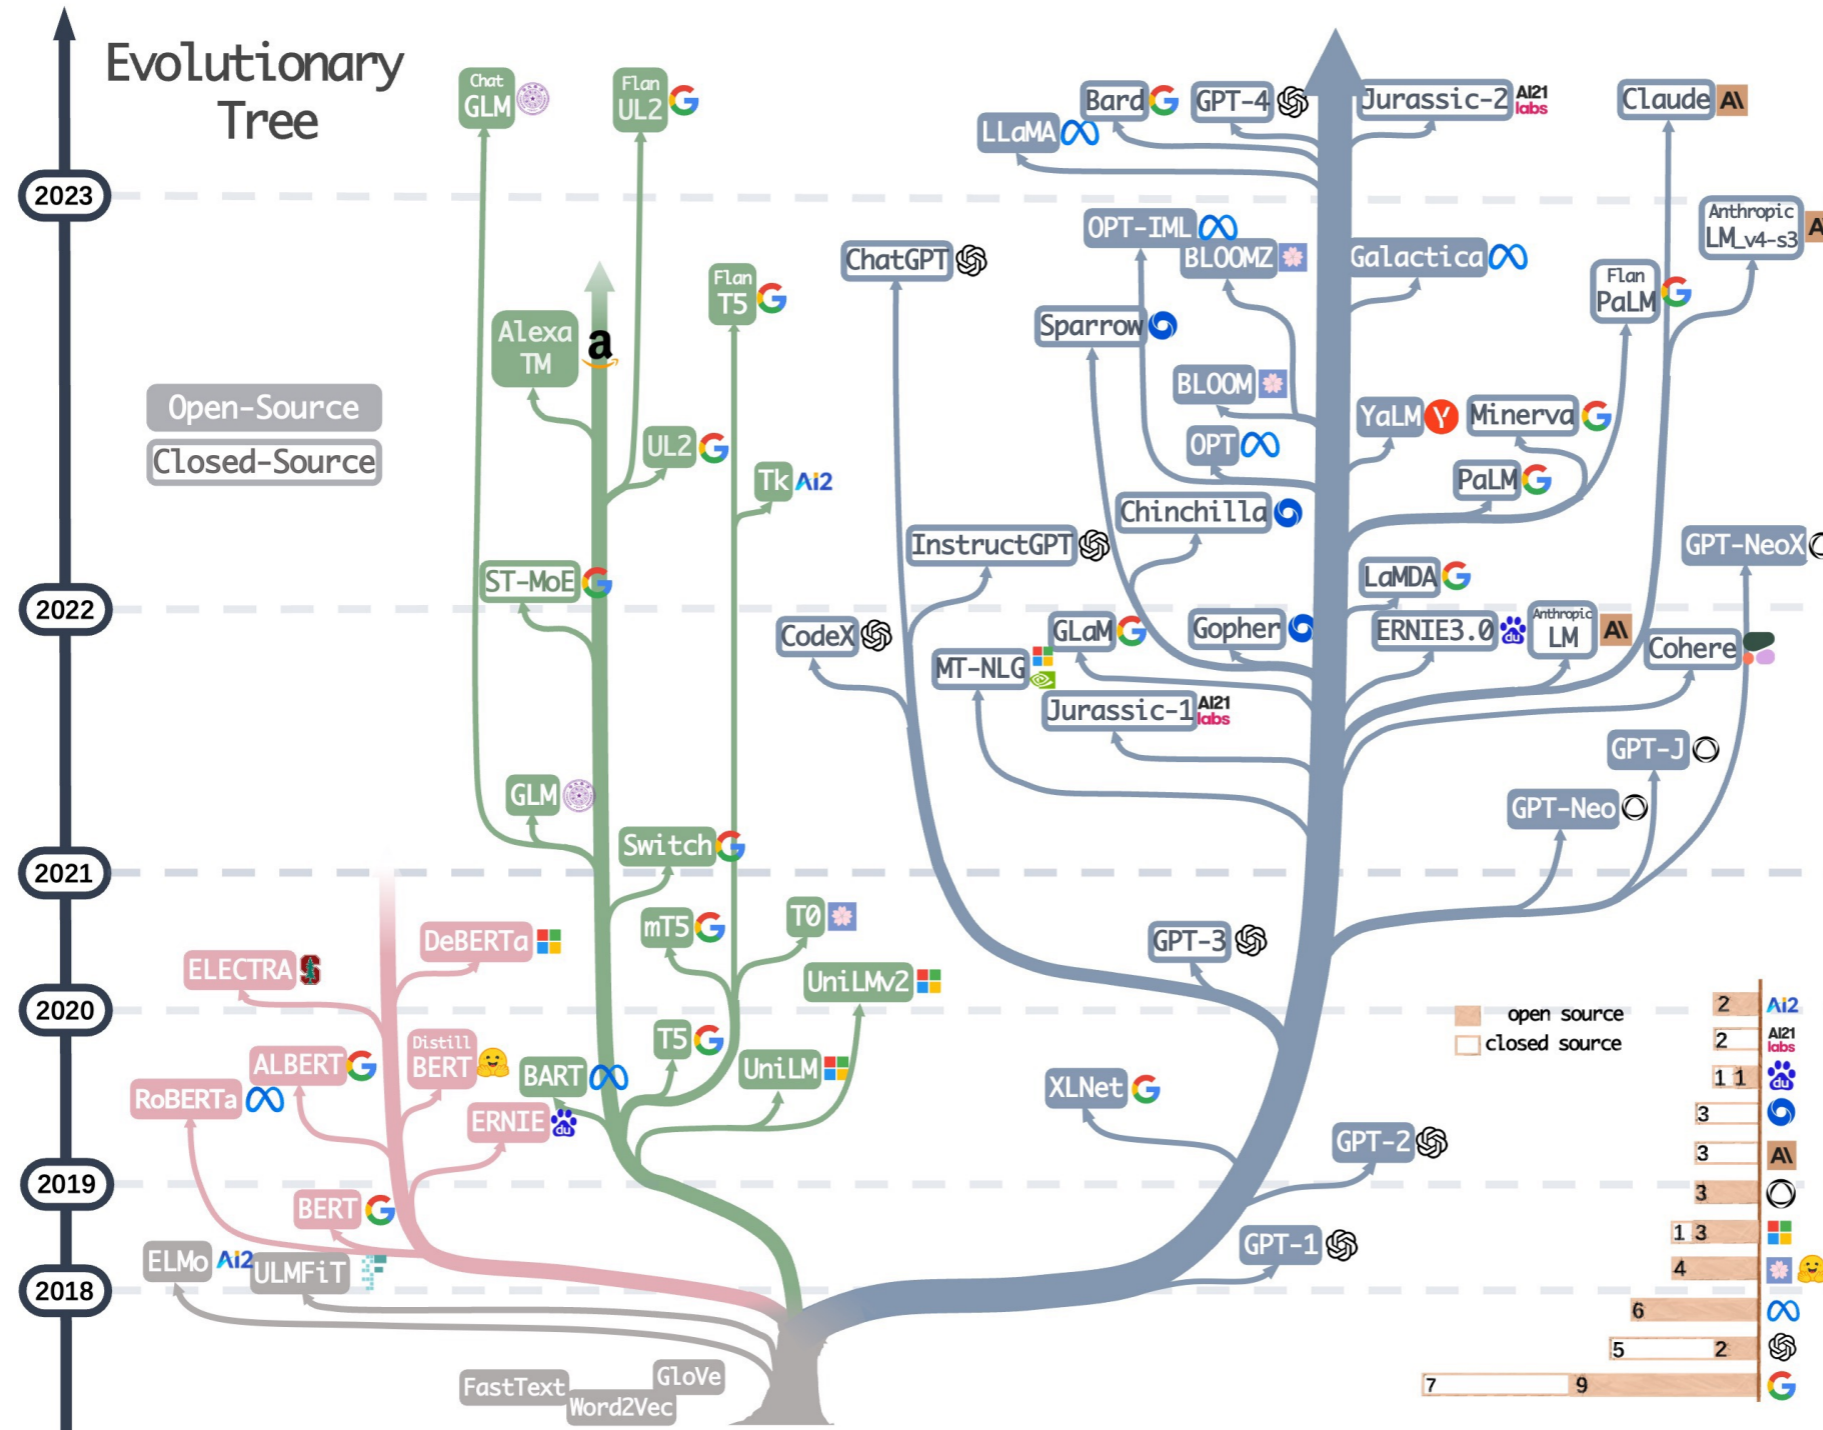 Evolutionary
Tree
2023
2022
2021
2020
2019
2018
Open-Source
Closed-Source
Chat
GLM
Flan
UL2
Alexa
TM
a
Flan
T5
UL2
Tk
Ai2
ST-MoE
GLM
Switch
mT5
T0
UniLMv2
T5
UniLM
BART
DeBERTa
ELECTRA
Distill
BERT
ALBERT
RoBERTa
ERNIE
du
BERT
ELMo
Ai2
ULMFiT
FastText
Word2Vec
GloVe
Bard
GPT-4
Jurassic-2
AI21
labs
Claude
A\
LLaMA
OPT-IML
BLOOMZ
Galactica
Anthropic
LM_v4-s3
ChatGPT
Flan
PaLM
Sparrow
BLOOM
YaLM
Y
Minerva
OPT
PaLM
Chinchilla
InstructGPT
GPT-NeoX
LaMDA
CodeX
GLaM
Gopher
ERNIE3.0
du
Anthropic
LM
A\
Cohere
MT-NLG
Jurassic-1
AI21
labs
GPT-J
GPT-Neo
GPT-3
XLNet
GPT-2
GPT-1
open source
closed source
2
Ai2
2
AI21
labs
1 1
du
3
3
A\
3
1 3
4
6
5 2
7 9